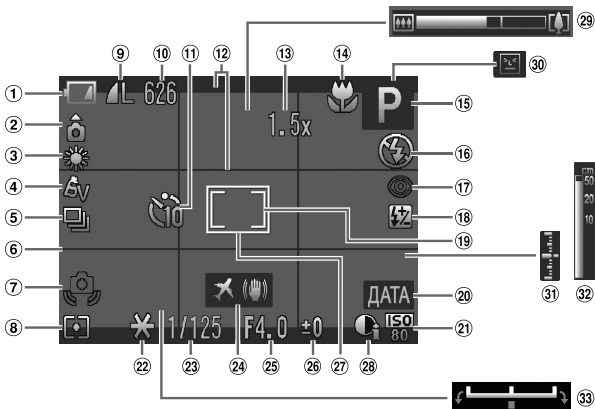 ⑨ ⑩ ⑪ ⑫ ⑬ ⑭ ㉙
① L 626 P ⑮ ㉚
② 1.5x
③ ⑯
④ V 10 ⑰ cm 50
⑤ ⑱ 20
⑥ ⑲ 10
⑦ ДАТА ⑳ ㉛ ㉜
⑧ 1/125 F4.0 ±0 i ISO 80 ㉑
㉒ ㉓ ㉔ ㉕ ㉖ ㉗ ㉘ ㉝